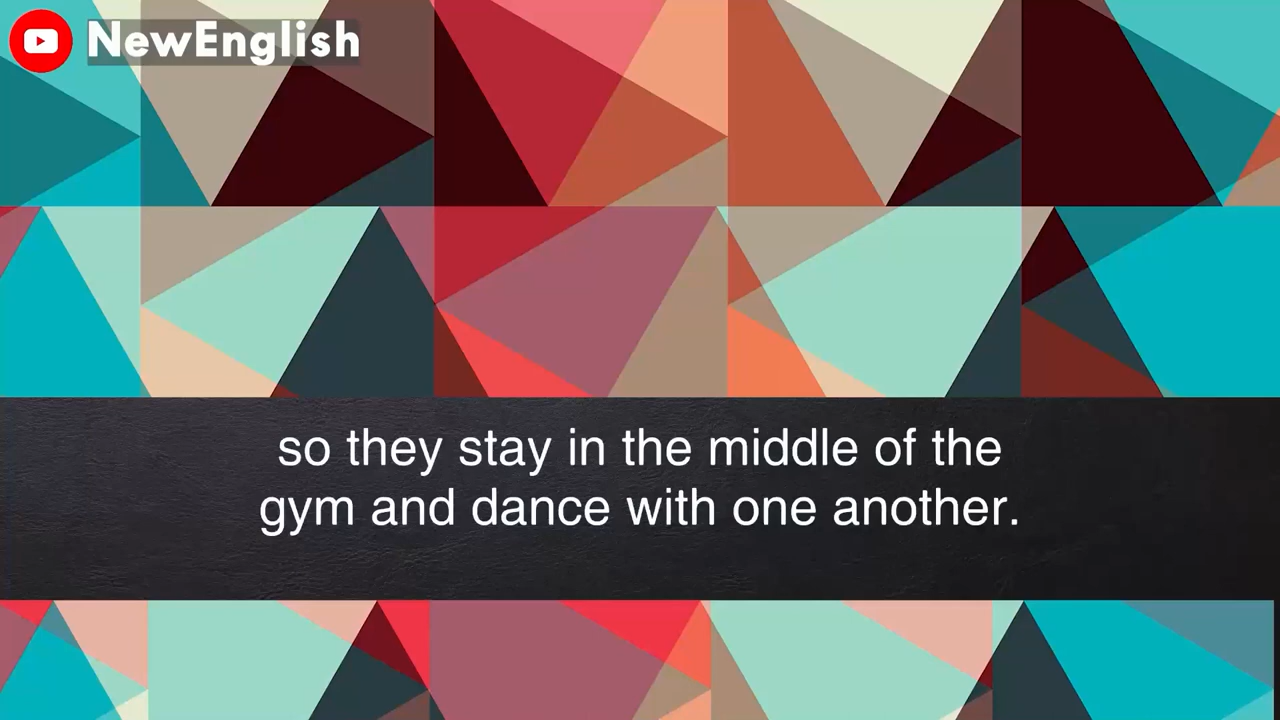 NewEnglish
so they stay in the middle of the
gym and dance with one another.